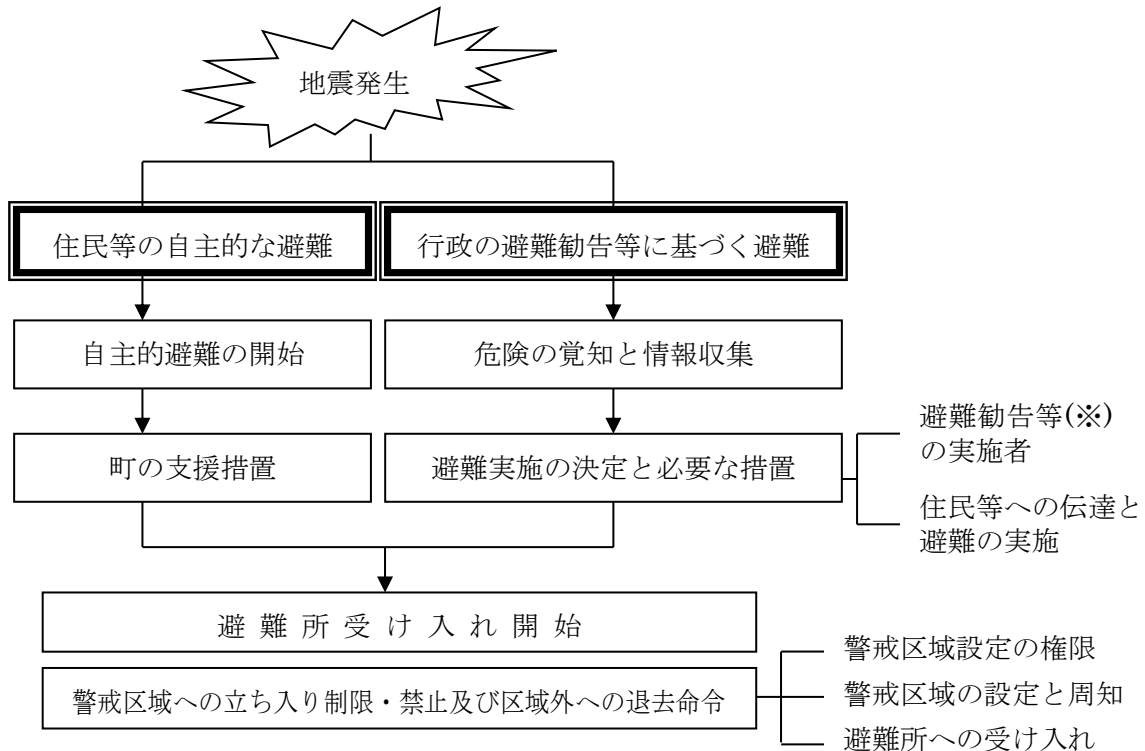 地震発生
住民等の自主的な避難
行政の避難勧告等に基づく避難
自主的避難の開始
危険の覚知と情報収集
町の支援措置
避難実施の決定と必要な措置
避難勧告等(※)
の実施者
住民等への伝達と
避難の実施
避難所受け入れ開始
警戒区域への立ち入り制限・禁止及び区域外への退去命令
警戒区域設定の権限
警戒区域の設定と周知
避難所への受け入れ